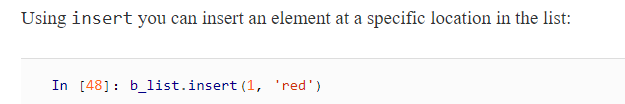 Using insert you can insert an element at a specific location in the list:
In [48]: b_list.insert(1, 'red')